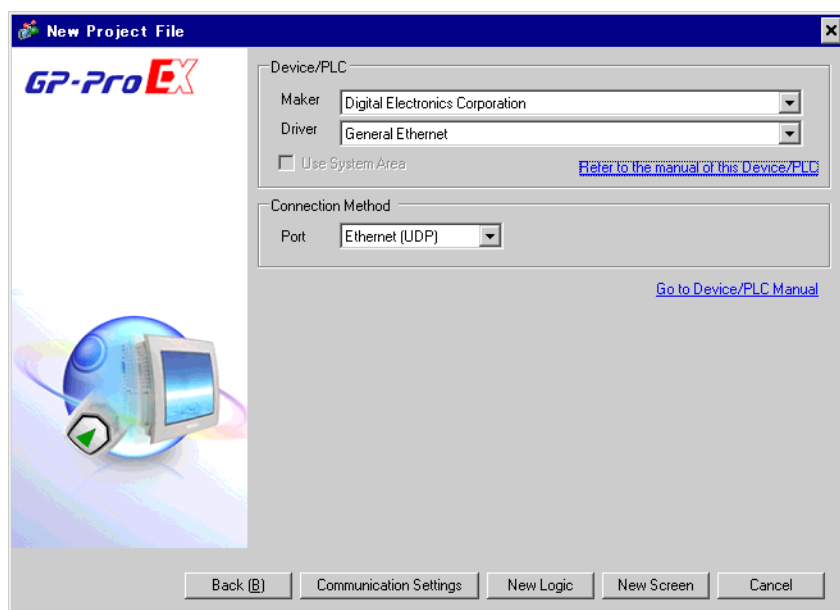 New Project File
GP-Pro EX
Device/PLC
Maker Digital Electronics Corporation
Driver General Ethernet
Use System Area
Refer to the manual of this Device/PLC
Connection Method
Port Ethernet (UDP)
Go to Device/PLC Manual
Back (B) Communication Settings New Logic New Screen Cancel